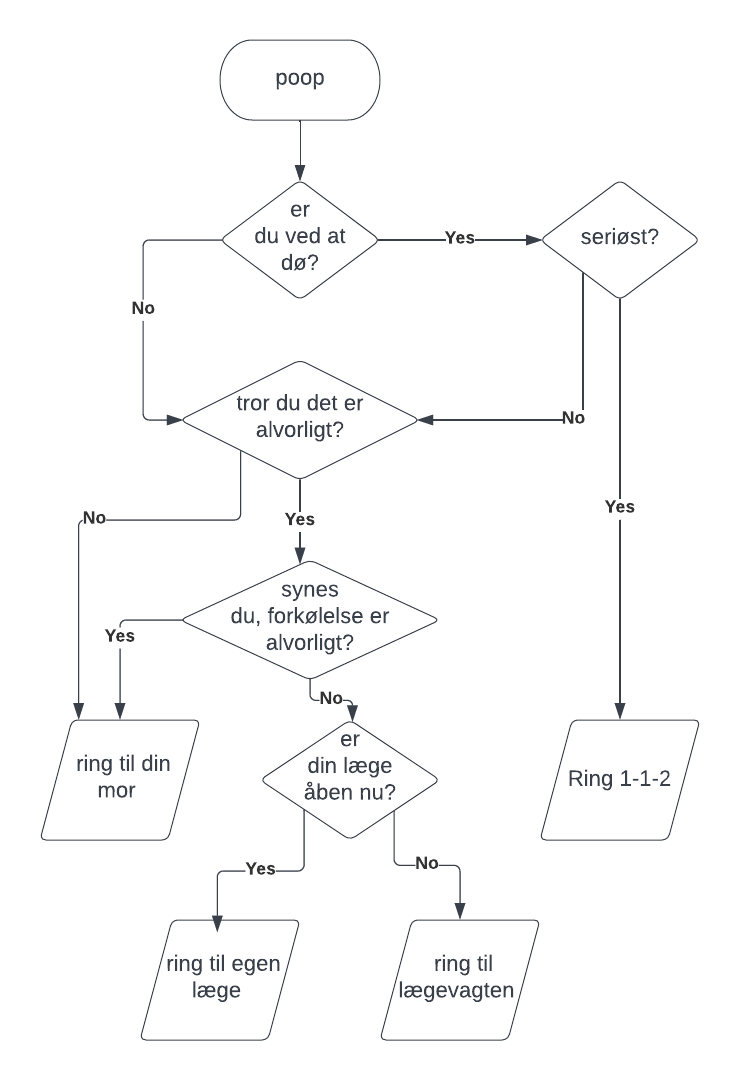 poop
er
du ved at
dø?
Yes
seriøst?
No
tror du det er
alvorligt?
No
Yes
No
Yes
synes
du, forkølelse er
alvorligt?
Yes
No
er
din læge
åben nu?
ring til din
mor
Ring 1-1-2
Yes
No
ring til egen
læge
ring til
lægevagten